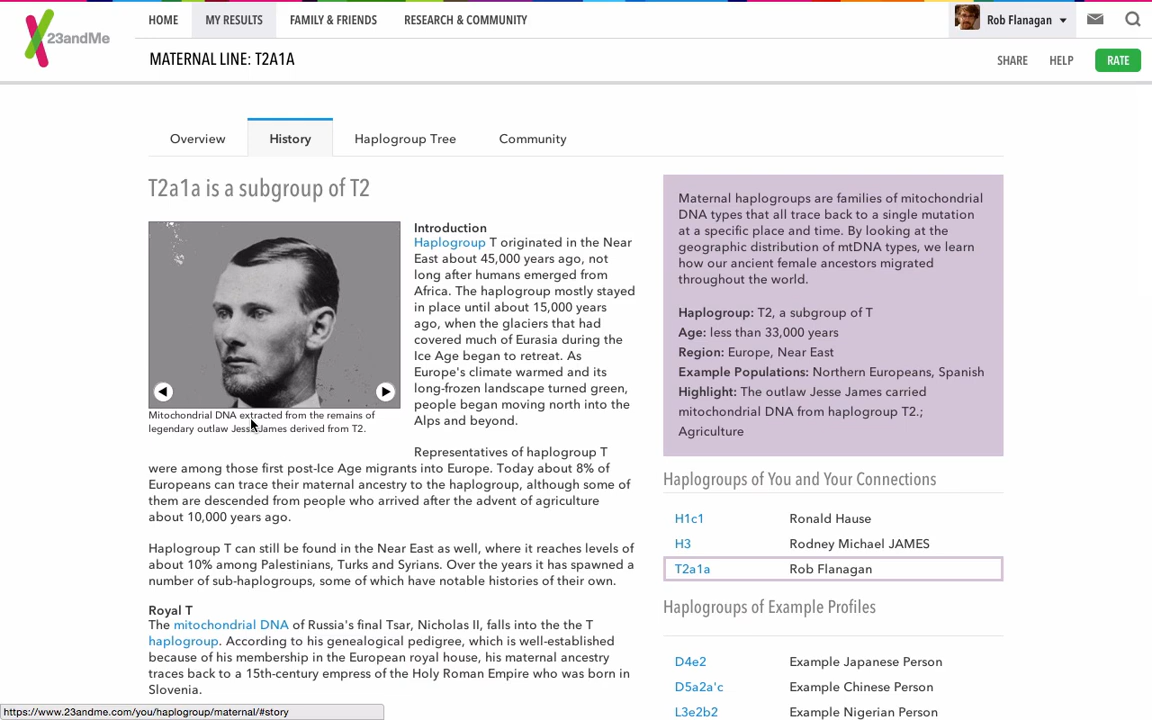 23andMe
HOME
MY RESULTS
FAMILY & FRIENDS
RESEARCH & COMMUNITY
Rob Flanagan
MATERNAL LINE: T2A1A
SHARE
HELP
RATE
Overview
History
Haplogroup Tree
Community
T2a1a is a subgroup of T2
Mitochondrial DNA extracted from the remains of
legendary outlaw Jesse James derived from T2.
Introduction
Haplogroup T originated in the Near
East about 45,000 years ago, not
long after humans emerged from
Africa. The haplogroup mostly stayed
in place until about 15,000 years
ago, when the glaciers that had
covered much of Eurasia during the
Ice Age began to retreat. As
Europe's climate warmed and its
long-frozen landscape turned green,
people began moving north into the
Alps and beyond.
Representatives of haplogroup T
were among those first post-Ice Age migrants into Europe. Today about 8% of
Europeans can trace their maternal ancestry to the haplogroup, although some of
them are descended from people who arrived after the advent of agriculture
about 10,000 years ago.
Haplogroup T can still be found in the Near East as well, where it reaches levels of
about 10% among Palestinians, Turks and Syrians. Over the years it has spawned a
number of sub-haplogroups, some of which have notable histories of their own.
Royal T
The mitochondrial DNA of Russia's final Tsar, Nicholas II, falls into the the T
haplogroup. According to his genealogical pedigree, which is well-established
because of his membership in the European royal house, his maternal ancestry
traces back to a 15th-century empress of the Holy Roman Empire who was born in
Slovenia.
Maternal haplogroups are families of mitochondrial
DNA types that all trace back to a single mutation
at a specific place and time. By looking at the
geographic distribution of mtDNA types, we learn
how our ancient female ancestors migrated
throughout the world.
Haplogroup: T2, a subgroup of T
Age: less than 33,000 years
Region: Europe, Near East
Example Populations: Northern Europeans, Spanish
Highlight: The outlaw Jesse James carried
mitochondrial DNA from haplogroup T2.;
Agriculture
Haplogroups of You and Your Connections
H1c1 Ronald Hause
H3 Rodney Michael JAMES
T2a1a Rob Flanagan
Haplogroups of Example Profiles
D4e2 Example Japanese Person
D5a2a'c Example Chinese Person
L3e2b2 Example Nigerian Person
https://www.23andme.com/you/haplogroup/maternal/#story